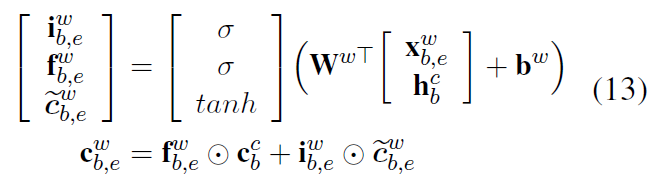 [ i^w_{b,e} ; f^w_{b,e} ; c̃^w_{b,e} ] = [ σ ; σ ; tanh ] ( W^{w⊤} [ x^w_{b,e} ; h^c_b ] + b^w ) (13)
c^w_{b,e} = f^w_{b,e} ⊙ c^c_b + i^w_{b,e} ⊙ c̃^w_{b,e}